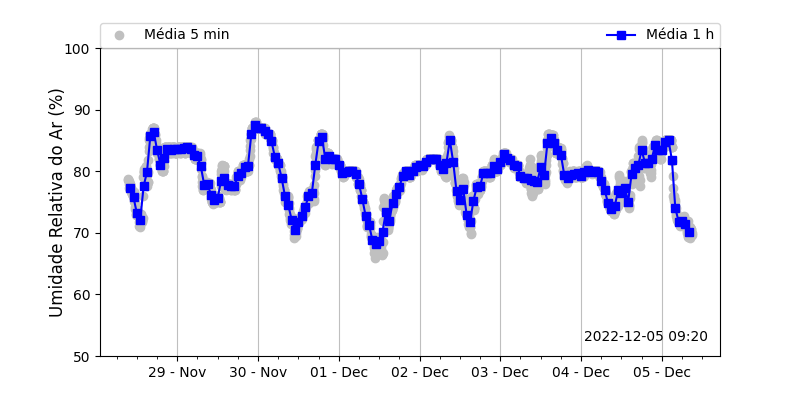 Média 5 min
Média 1 h
Umidade Relativa do Ar (%)
100
90
80
70
60
50
2022-12-05 09:20
29 - Nov
30 - Nov
01 - Dec
02 - Dec
03 - Dec
04 - Dec
05 - Dec